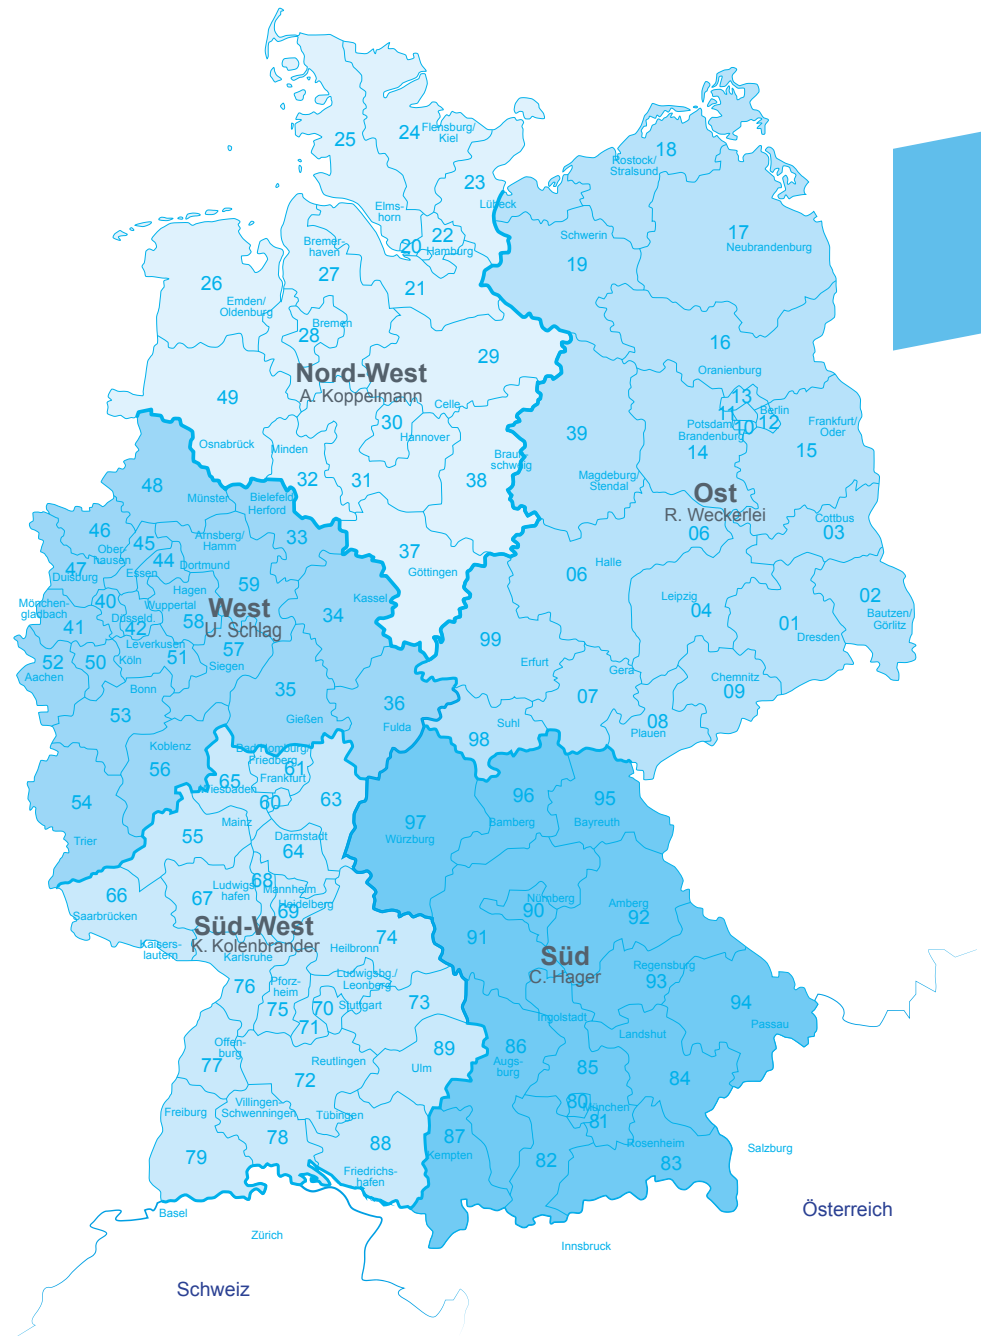 25
24
Flensburg/
Kiel
23
Lübeck
Elms-
horn
22
20
Hamburg
18
Rostock/
Stralsund
17
Neubrandenburg
Schwerin
19
Bremer-
haven
27
26
Emden/
Oldenburg
21
Bremen
28
29
16
Oranienburg
Nord-West
A. Koppelmann
49
Celle
30
Hannover
Osnabrück
Minden
32
31
Braun-
schweig
38
13
11
Berlin
10
12
Potsdam/
Brandenburg
14
Frankfurt/
Oder
15
39
Magdeburg/
Stendal
Ost
R. Weckerlei
06
Cottbus
03
48
Münster
Bielefeld
Herford
33
46
Ober-
hausen
45
Arnsberg/
Hamm
44
Dortmund
Essen
47
Duisburg
59
Hagen
37
Göttingen
06
Halle
Leipzig
04
01
Dresden
02
Bautzen/
Görlitz
Mönchen-
gladbach
40
Wuppertal
41
Düsseld.
42
58
West
U. Schlag
34
Kassel
Leverkusen
52
Aachen
50
Köln
51
57
Siegen
99
Erfurt
Gera
07
Chemnitz
09
08
Plauen
Bonn
53
35
Gießen
36
Fulda
Suhl
98
Koblenz
56
Bad Homburg/
Friedberg
61
65
Frankfurt
Wiesbaden
60
63
54
Trier
55
Mainz
Darmstadt
64
97
Würzburg
96
Bamberg
95
Bayreuth
66
Saarbrücken
67
Ludwigs-
hafen
68
Mannheim
Heidelberg
69
Süd-West
K. Kolenbrander
74
Heilbronn
Kaisers-
lautern
Karlsruhe
Nürnberg
90
Amberg
92
91
Süd
C. Hager
Regensburg
93
94
Passau
76
Pforz-
heim
75
Ludwigsbg./
Leonberg
70
Stuttgart
71
73
Ingolstadt
Landshut
Offen-
burg
77
Reutlingen
72
89
Ulm
86
Augs-
burg
85
84
80
München
81
Freiburg
79
Villingen-
Schwenningen
78
Tübingen
88
Friedrichs-
hafen
87
Kempten
82
Rosenheim
83
Salzburg
Basel
Zürich
Innsbruck
Österreich
Schweiz